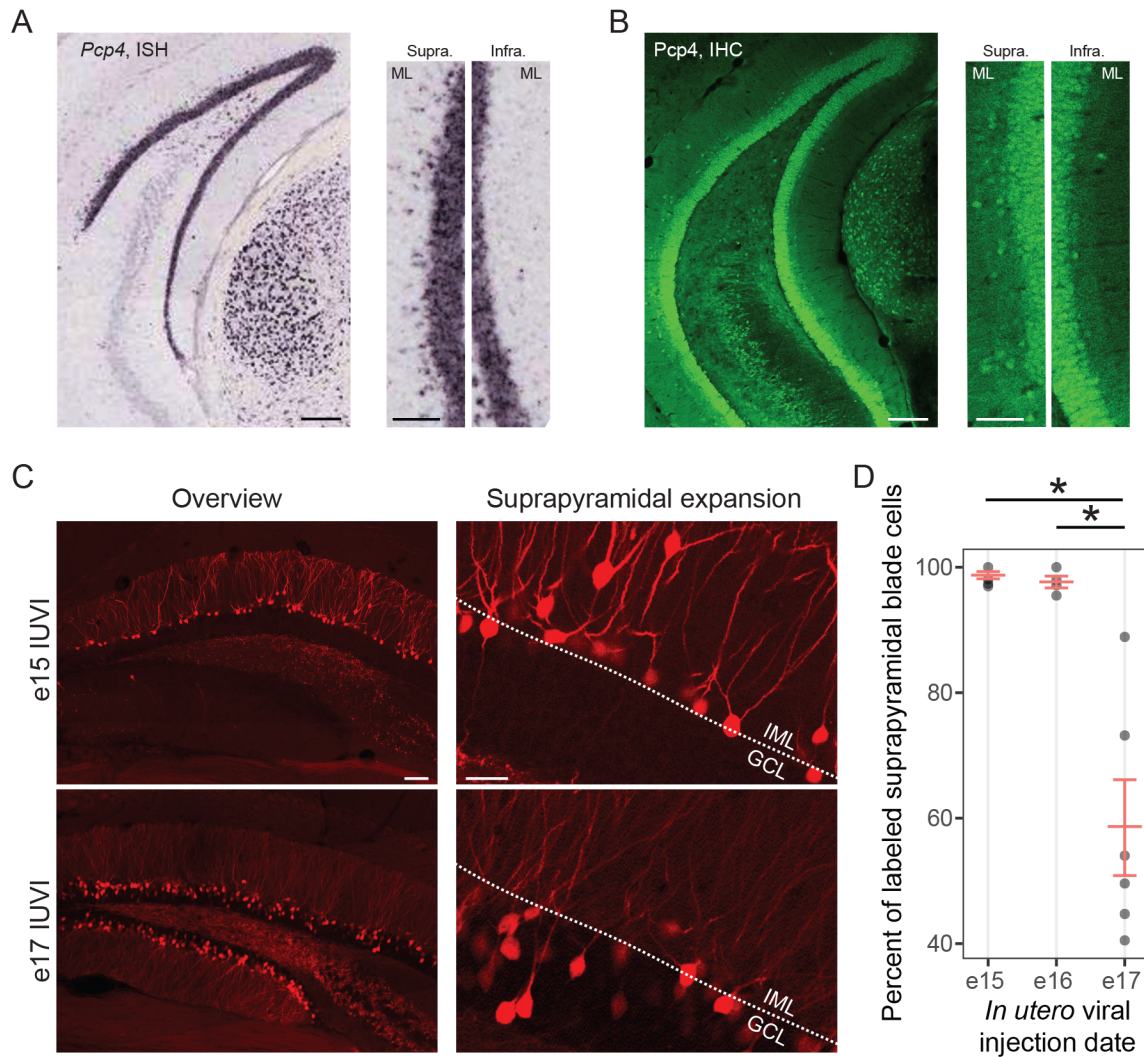 A
Pcp4, ISH
Supra.
Infra.
ML
ML
B
Pcp4, IHC
Supra.
Infra.
ML
ML
C
Overview
Suprapyramidal expansion
e15 IUVI
IML
GCL
e17 IUVI
IML
GCL
D
*
*
Percent of labeled suprapyramidal blade cells
100
80
60
40
e15
e16
e17
In utero viral
injection date